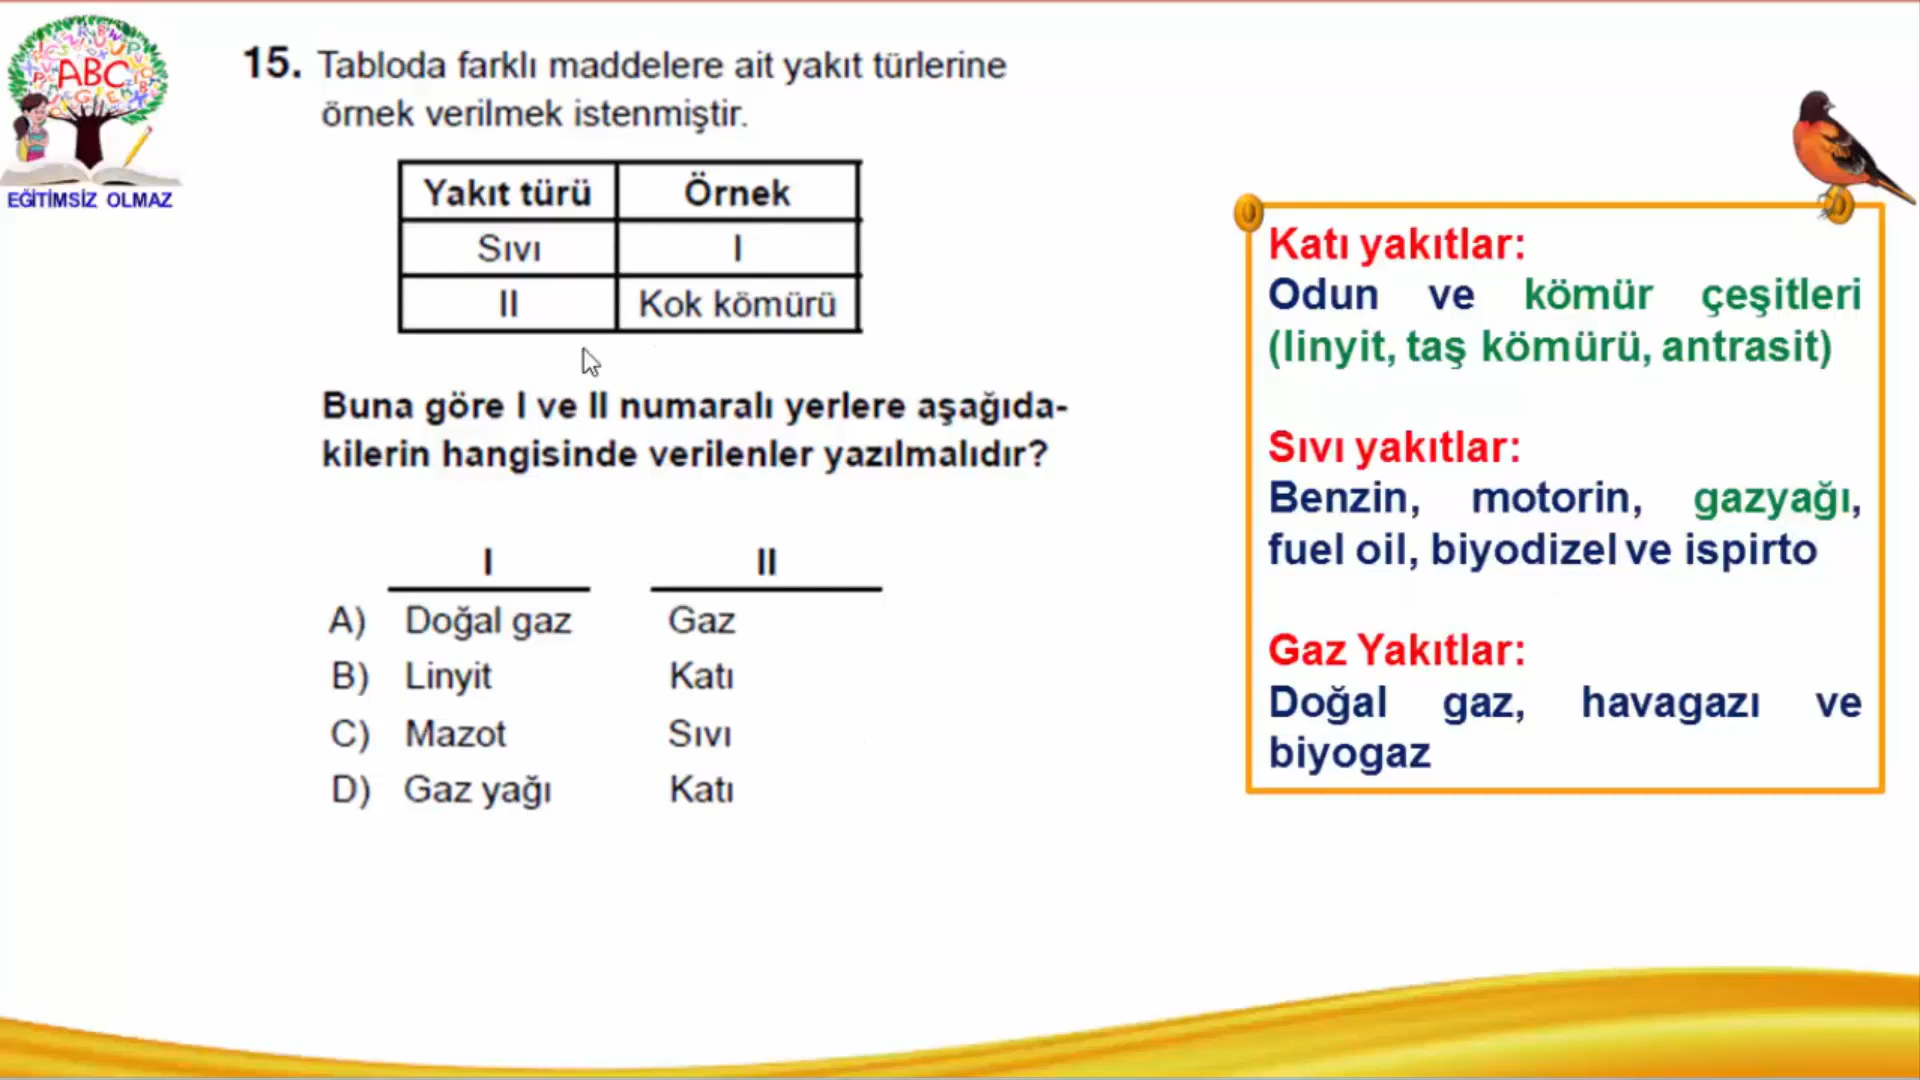 ABC
EĞİTİMSİZ OLMAZ
15. Tabloda farklı maddelere ait yakıt türlerine
örnek verilmek istenmiştir.
Yakıt türü Örnek
Sıvı I
II Kok kömürü
Buna göre I ve II numaralı yerlere aşağıda-
kilerin hangisinde verilenler yazılmalıdır?
I II
A) Doğal gaz Gaz
B) Linyit Katı
C) Mazot Sıvı
D) Gaz yağı Katı
Katı yakıtlar:
Odun ve kömür çeşitleri
(linyit, taş kömürü, antrasit)
Sıvı yakıtlar:
Benzin, motorin, gazyağı,
fuel oil, biyodizel ve ispirto
Gaz Yakıtlar:
Doğal gaz, havagazı ve
biyogaz